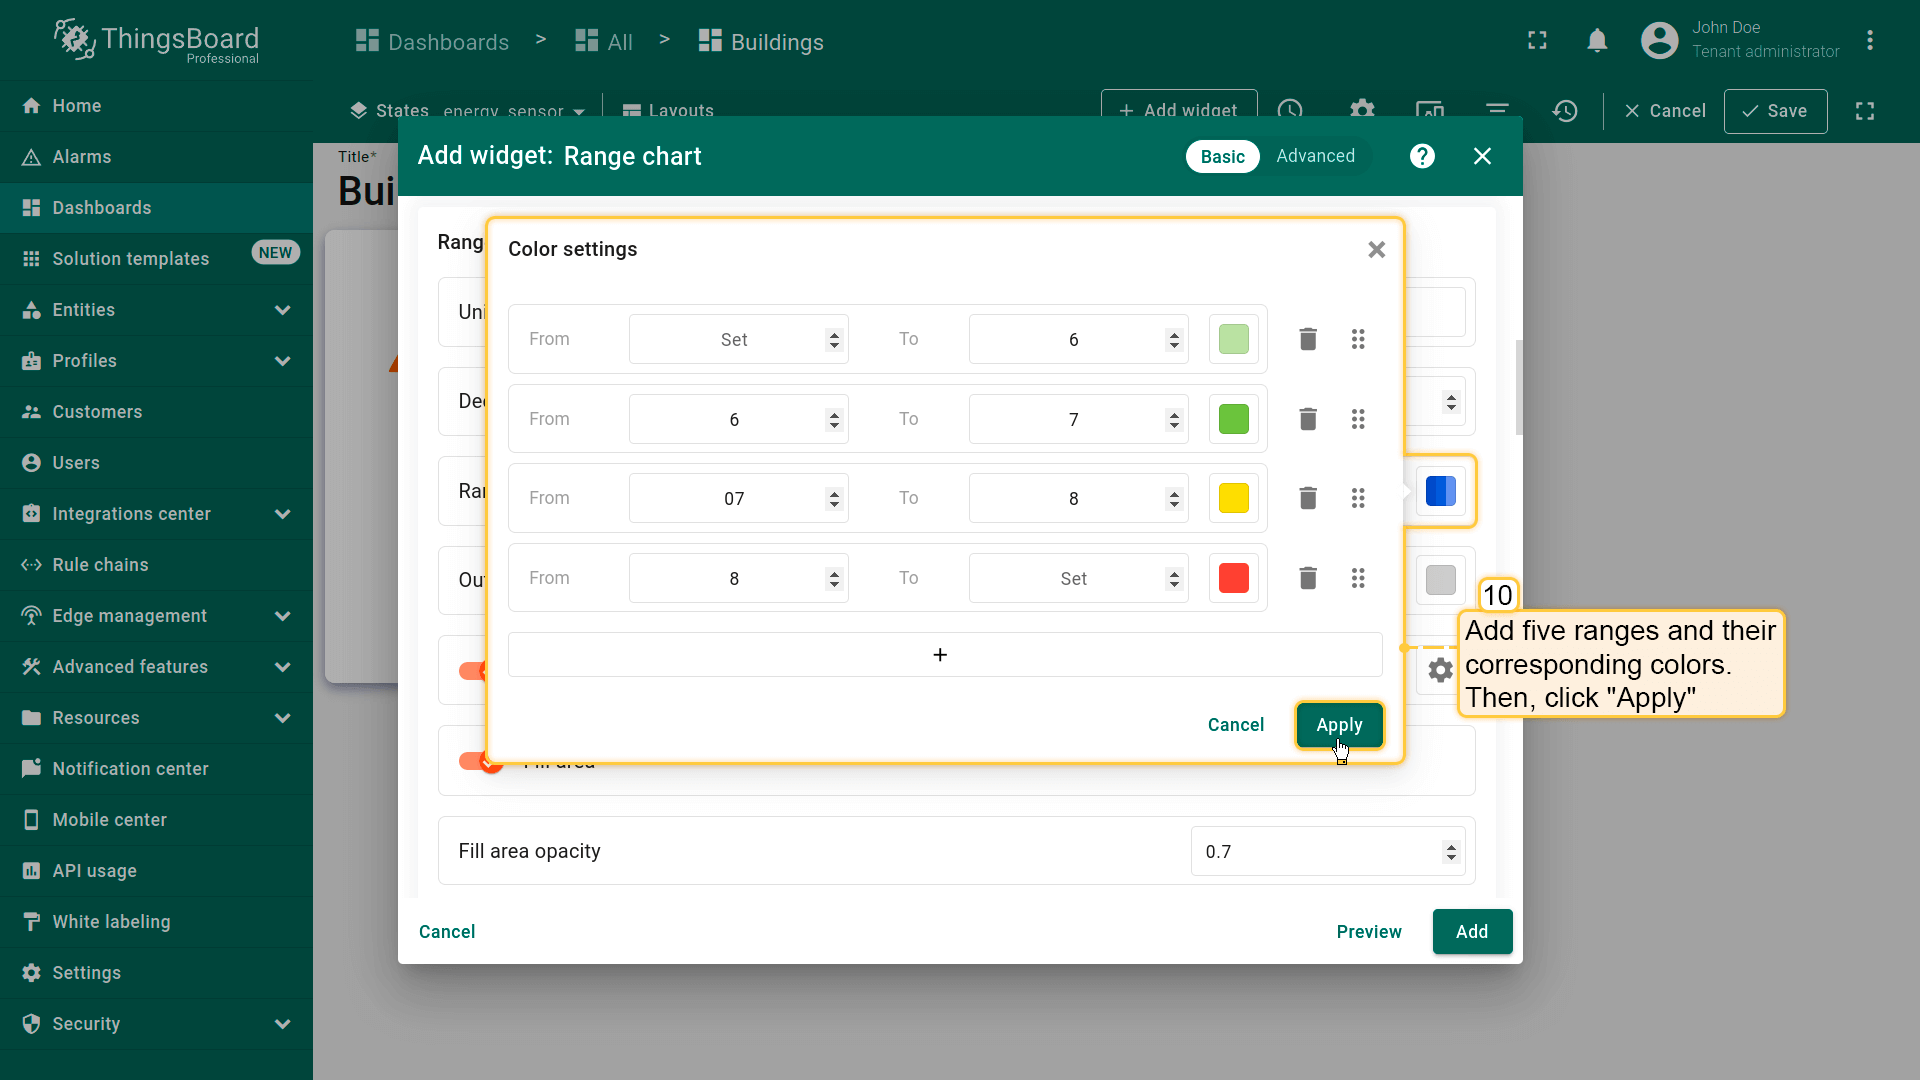 ThingsBoard
Professional
Dashboards > All > Buildings
John Doe
Tenant administrator
Home
Alarms
Dashboards
Solution templates NEW
Entities
Profiles
Customers
Users
Integrations center
Rule chains
Edge management
Advanced features
Resources
Notification center
Mobile center
API usage
White labeling
Settings
Security
States energy_sensor Layouts + Add widget Cancel Save
Title*
Bui
Add widget: Range chart Basic Advanced ?
Rang
Uni
Dec
Ran
Out
Color settings
From Set To 6
From 6 To 7
From 07 To 8
From 8 To Set
+
Cancel Apply
Fill area
Fill area opacity 0.7
Cancel Preview Add
10
Add five ranges and their
corresponding colors.
Then, click "Apply"